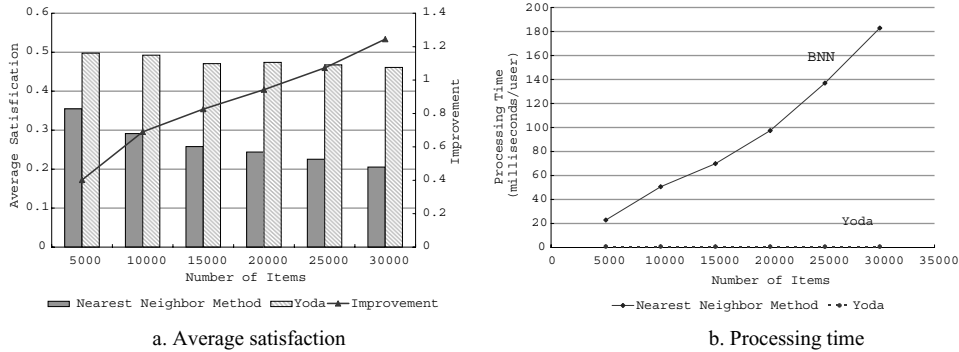 0.6
0.5
0.4
0.3
0.2
0.1
0
Average Satisfication
1.4
1.2
1
0.8
0.6
0.4
0.2
0
Improvement
5000 10000 15000 20000 25000 30000
Number of Items
Nearest Neighbor Method Yoda Improvement
a. Average satisfaction
200
180
160
140
120
100
80
60
40
20
0
Processing Time
(milliseconds/user)
BNN
Yoda
0 5000 10000 15000 20000 25000 30000 35000
Number of Items
Nearest Neighbor Method Yoda
b. Processing time